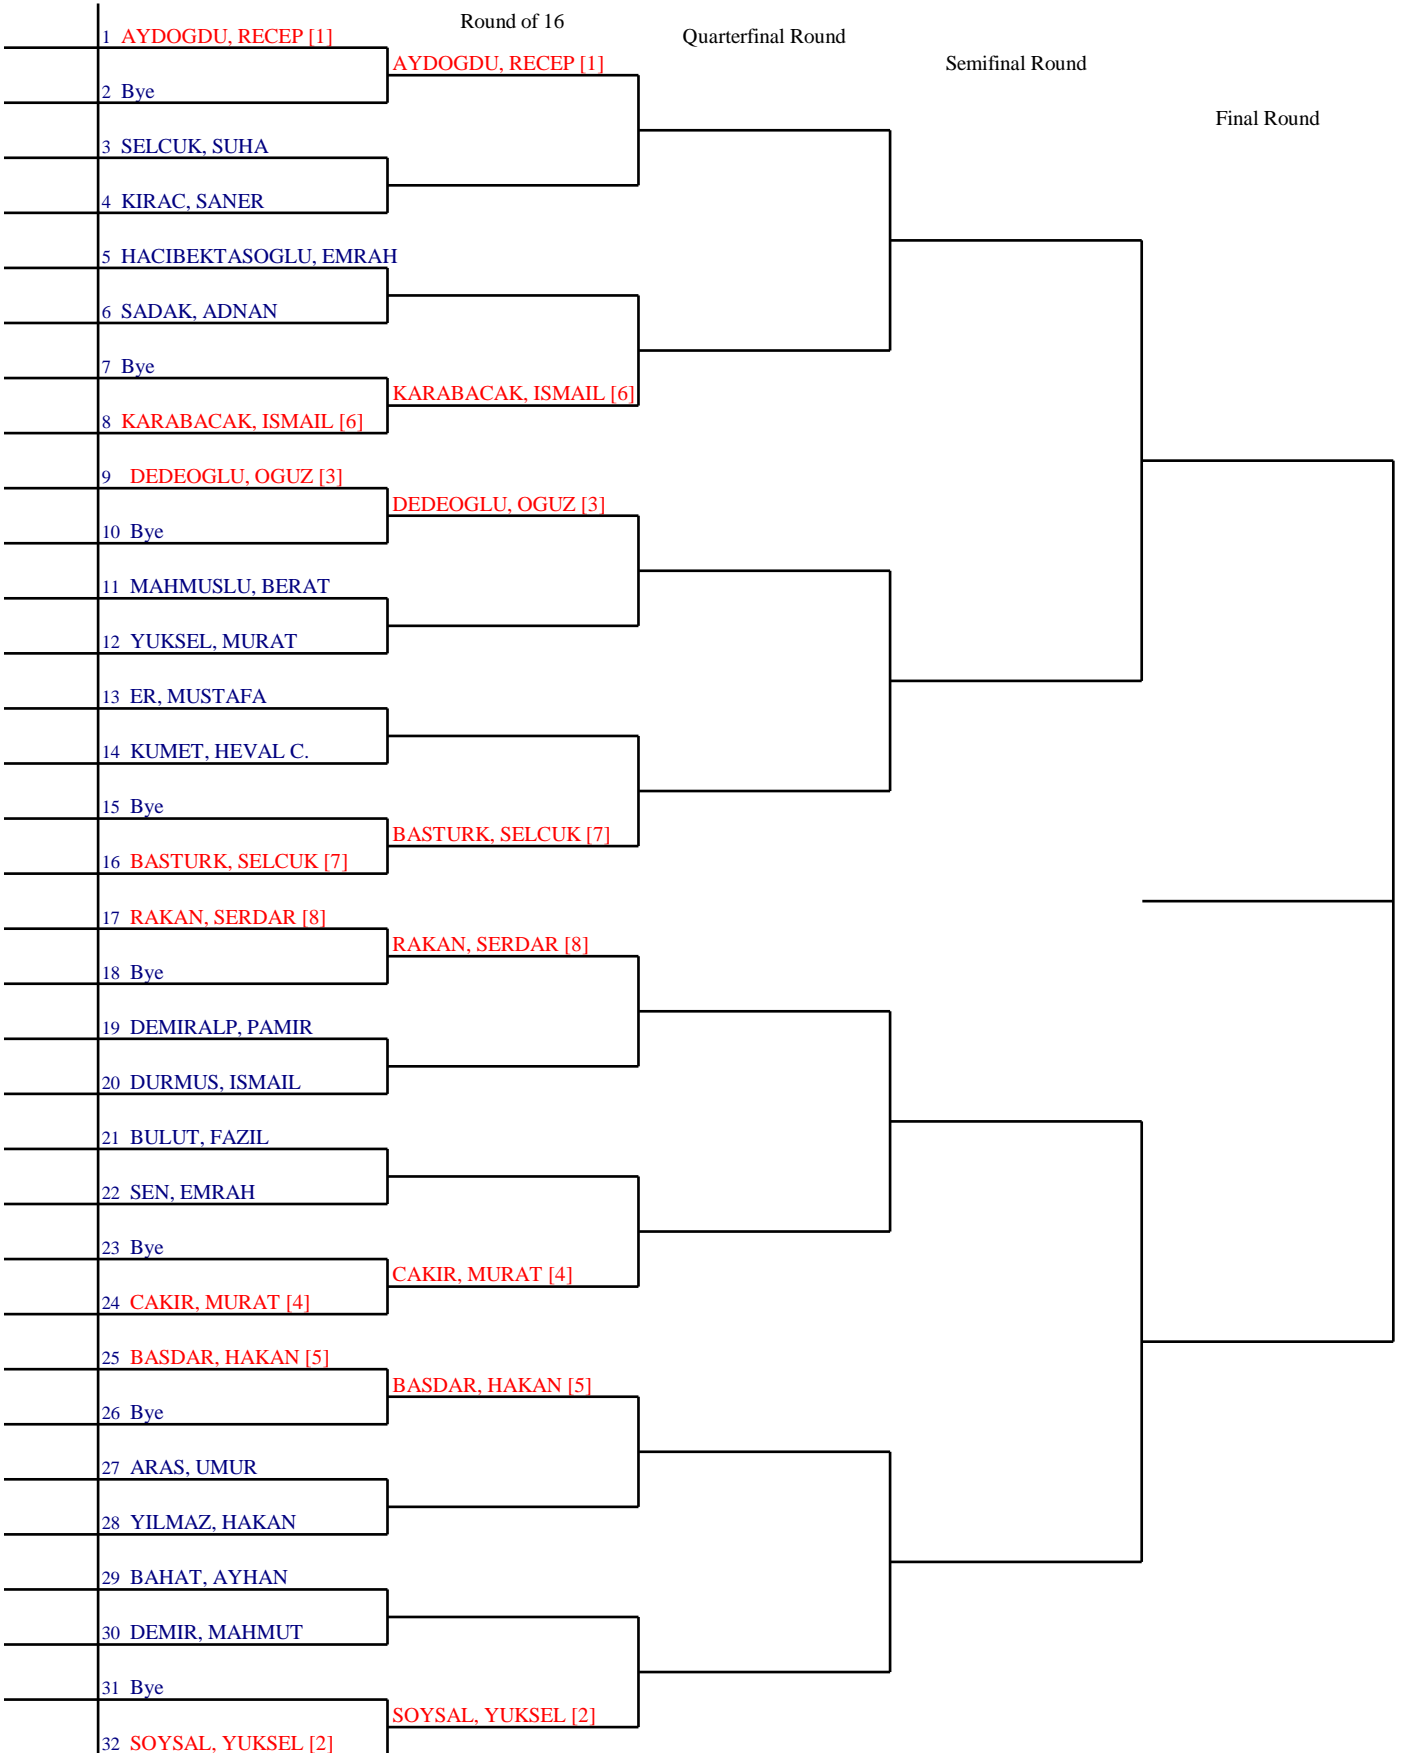 Round of 16
Quarterfinal Round
Semifinal Round
Final Round
1 AYDOGDU, RECEP [1]
AYDOGDU, RECEP [1]
2 Bye
3 SELCUK, SUHA
4 KIRAC, SANER
5 HACIBEKTASOGLU, EMRAH
6 SADAK, ADNAN
7 Bye
KARABACAK, ISMAIL [6]
8 KARABACAK, ISMAIL [6]
9 DEDEOGLU, OGUZ [3]
DEDEOGLU, OGUZ [3]
10 Bye
11 MAHMUSLU, BERAT
12 YUKSEL, MURAT
13 ER, MUSTAFA
14 KUMET, HEVAL C.
15 Bye
BASTURK, SELCUK [7]
16 BASTURK, SELCUK [7]
17 RAKAN, SERDAR [8]
RAKAN, SERDAR [8]
18 Bye
19 DEMIRALP, PAMIR
20 DURMUS, ISMAIL
21 BULUT, FAZIL
22 SEN, EMRAH
23 Bye
CAKIR, MURAT [4]
24 CAKIR, MURAT [4]
25 BASDAR, HAKAN [5]
BASDAR, HAKAN [5]
26 Bye
27 ARAS, UMUR
28 YILMAZ, HAKAN
29 BAHAT, AYHAN
30 DEMIR, MAHMUT
31 Bye
SOYSAL, YUKSEL [2]
32 SOYSAL, YUKSEL [2]